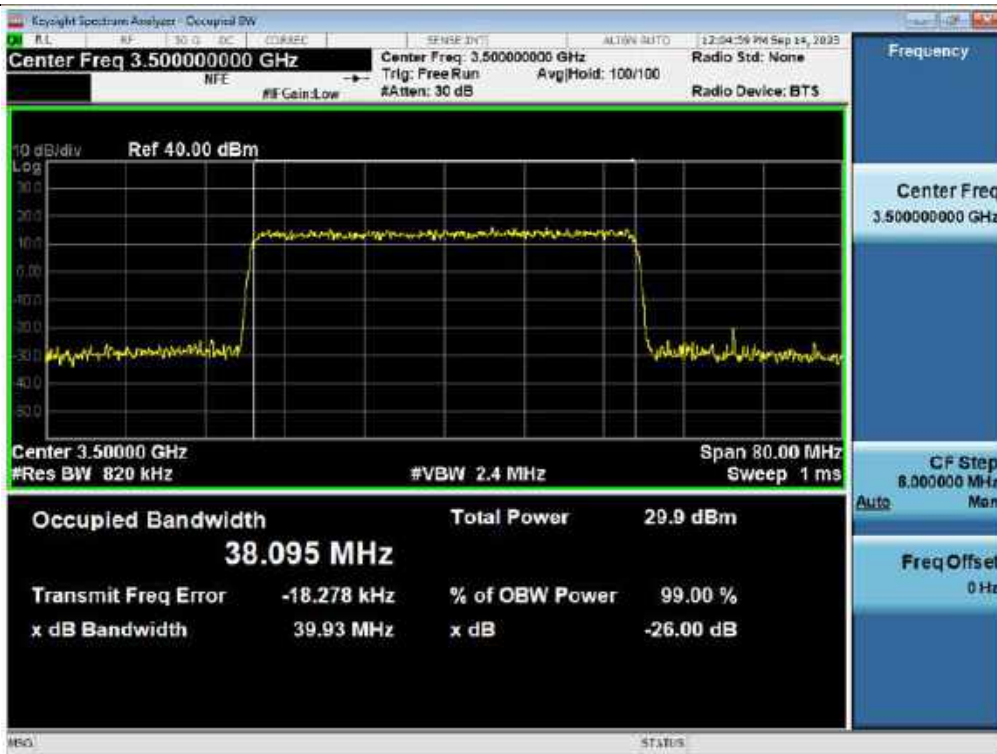 Keysight Spectrum Analyzer - Occupied BW
RL RF 50 Ω DC CORREC SENSE:INT ALIGN AUTO 12:04:59 PM Sep 14, 2023
Center Freq 3.500000000 GHz
NFE
#IFGain:Low
Center Freq: 3.500000000 GHz
Trig: Free Run Avg|Hold: 100/100
#Atten: 30 dB
Radio Std: None
Radio Device: BTS
10 dB/div Ref 40.00 dBm
Log
30.0
20.0
10.0
0.00
-10.0
-20.0
-30.0
-40.0
-50.0
Center 3.50000 GHz Span 80.00 MHz
#Res BW 820 kHz #VBW 2.4 MHz Sweep 1 ms
Occupied Bandwidth Total Power 29.9 dBm
38.095 MHz
Transmit Freq Error -18.278 kHz % of OBW Power 99.00 %
x dB Bandwidth 39.93 MHz x dB -26.00 dB
MSG STATUS
Frequency
Center Freq
3.500000000 GHz
CF Step
8.000000 MHz
Auto Man
Freq Offset
0 Hz